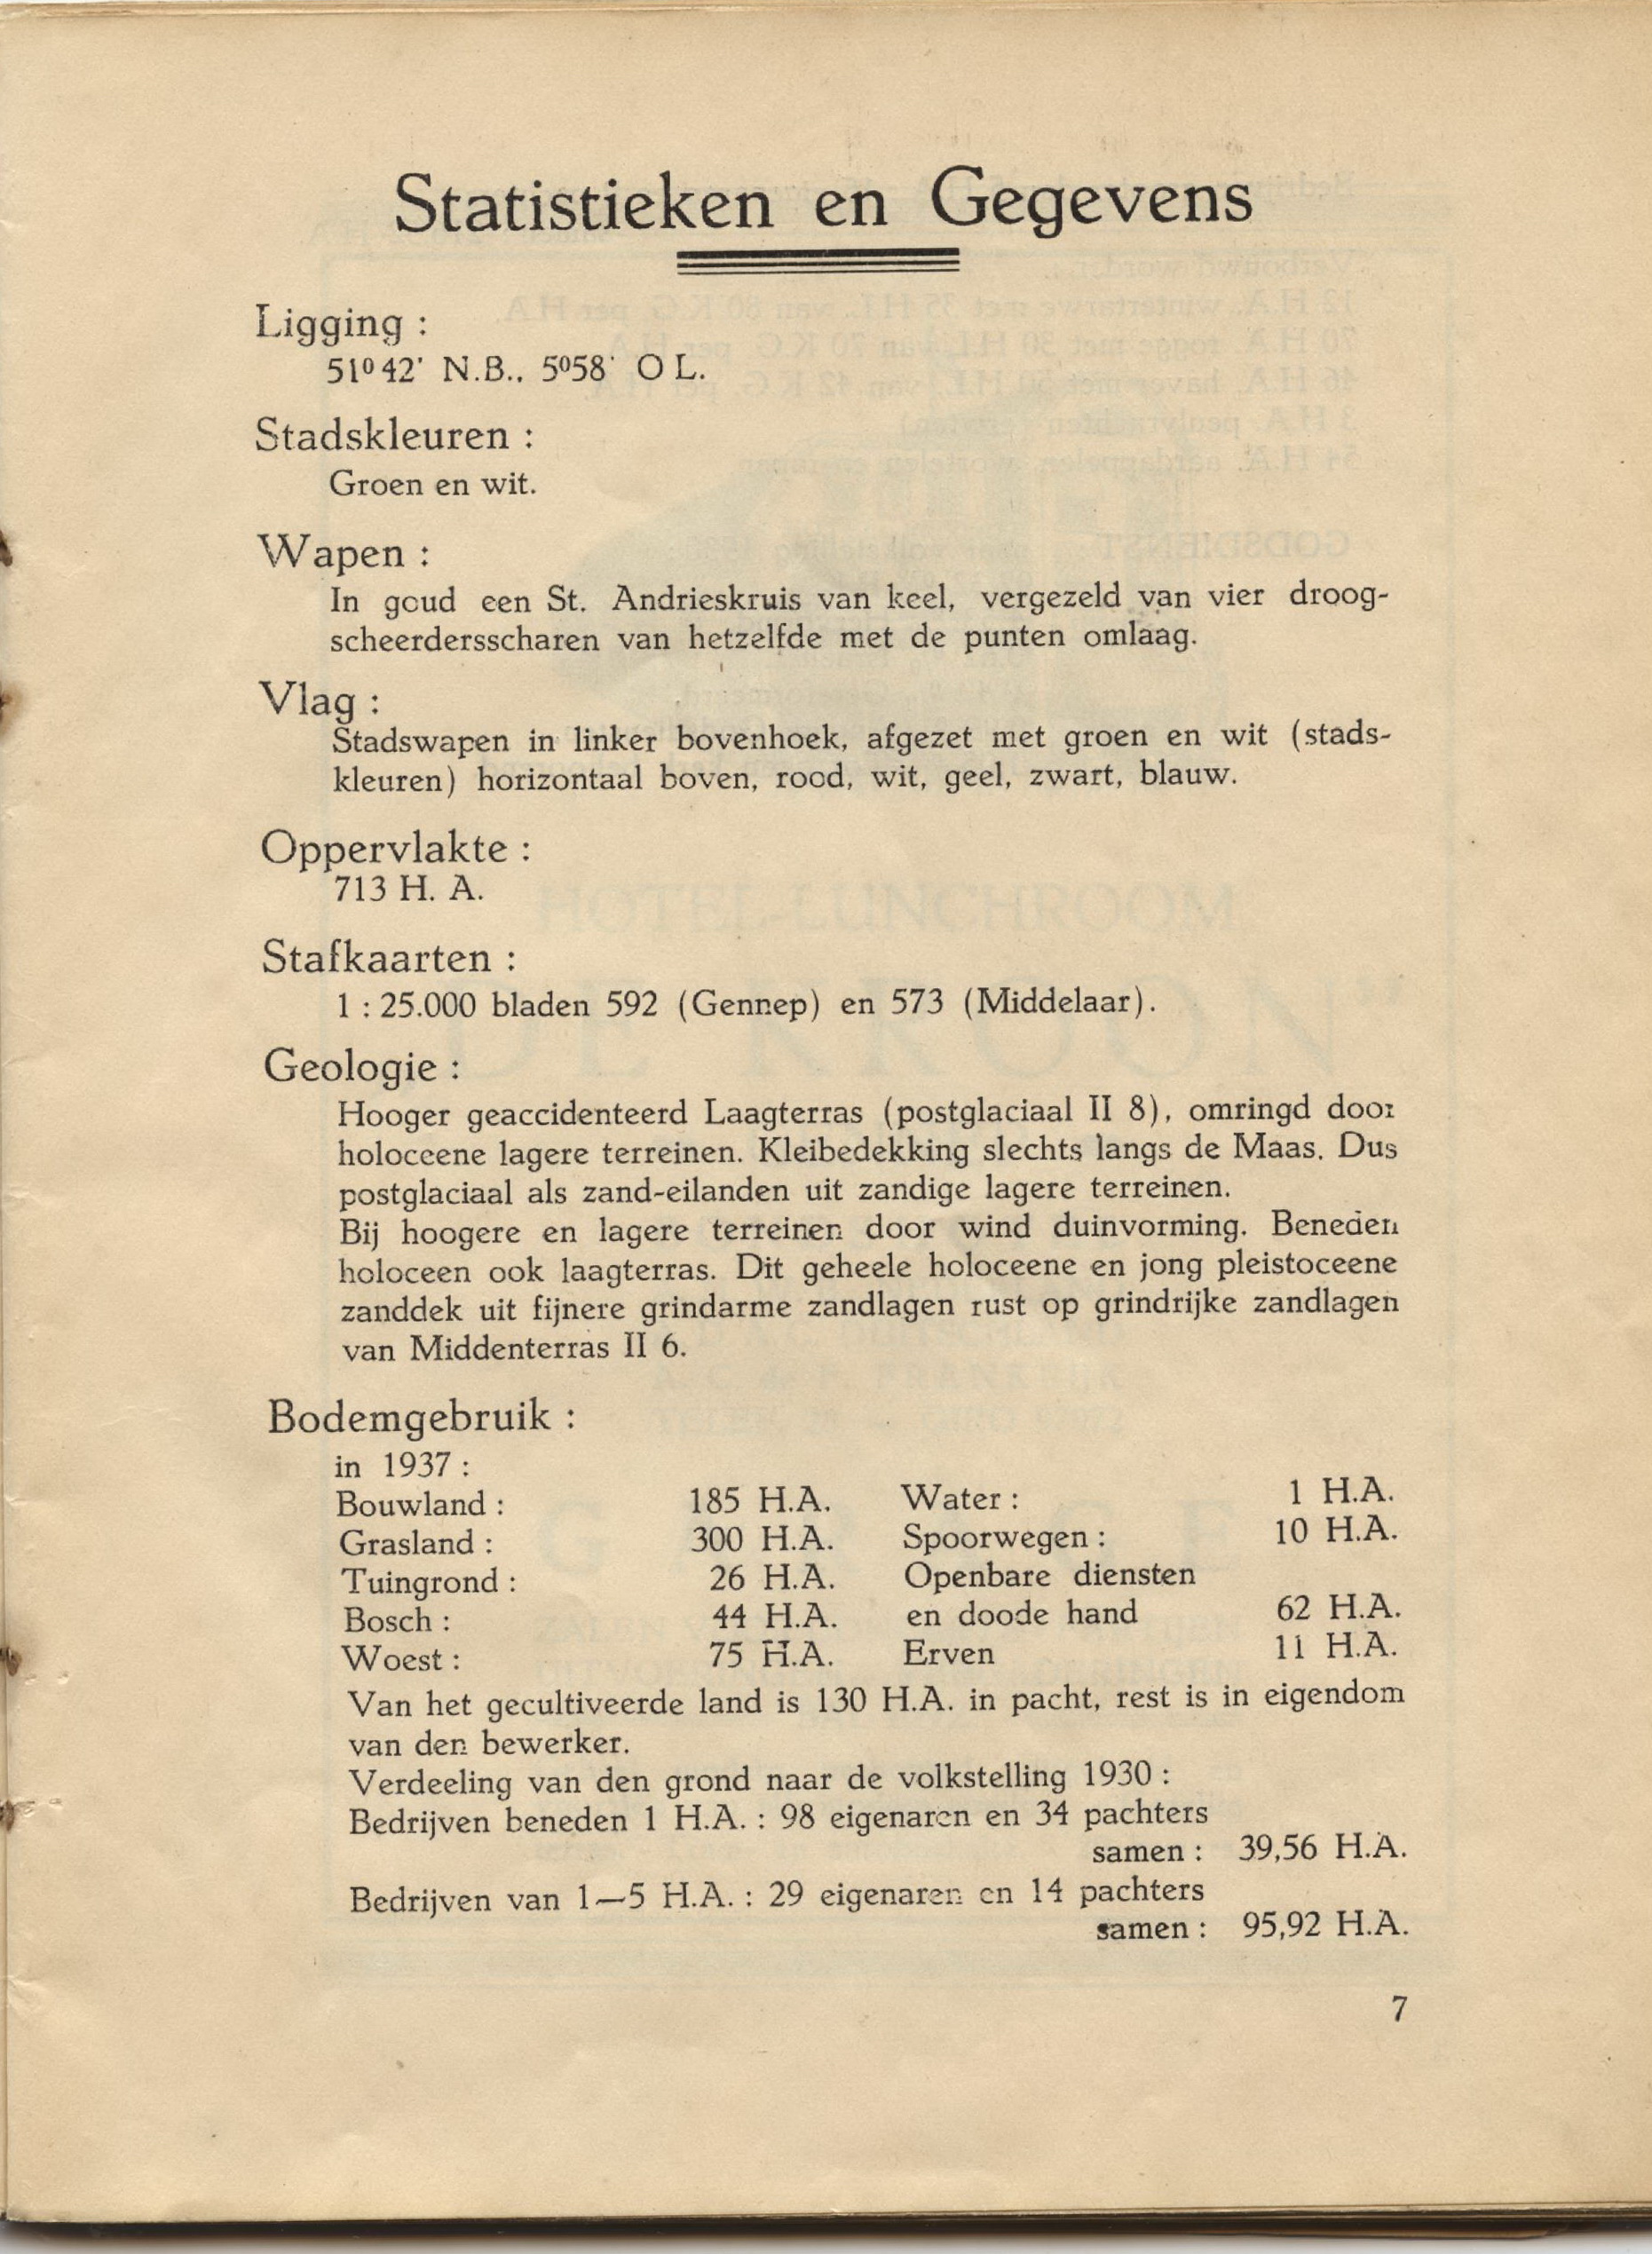 Statistieken en Gegevens
Ligging :
51º 42' N.B., 5º58' O L.
Stadskleuren :
Groen en wit.
Wapen :
In goud een St. Andrieskruis van keel, vergezeld van vier droog-
scheerdersscharen van hetzelfde met de punten omlaag.
Vlag :
Stadswapen in linker bovenhoek, afgezet met groen en wit (stads-
kleuren) horizontaal boven, rood, wit, geel, zwart, blauw.
Oppervlakte :
713 H. A.
Stafkaarten :
1 : 25.000 bladen 592 (Gennep) en 573 (Middelaar).
Geologie :
Hooger geaccidenteerd Laagterras (postglaciaal II 8), omringd door
holoceene lagere terreinen. Kleibedekking slechts langs de Maas. Dus
postglaciaal als zand-eilanden uit zandige lagere terreinen.
Bij hoogere en lagere terreinen door wind duinvorming. Beneden
holoceen ook laagterras. Dit geheele holoceene en jong pleistoceene
zanddek uit fijnere grindarme zandlagen rust op grindrijke zandlagen
van Middenterras II 6.
Bodemgebruik :
in 1937 :
Bouwland : 185 H.A. Water : 1 H.A.
Grasland : 300 H.A. Spoorwegen : 10 H.A.
Tuingrond : 26 H.A. Openbare diensten
Bosch : 44 H.A. en doode hand 62 H.A.
Woest : 75 H.A. Erven 11 H.A.
Van het gecultiveerde land is 130 H.A. in pacht, rest is in eigendom
van den bewerker.
Verdeeling van den grond naar de volkstelling 1930 :
Bedrijven beneden 1 H.A. : 98 eigenaren en 34 pachters
samen : 39,56 H.A.
Bedrijven van 1—5 H.A. : 29 eigenaren en 14 pachters
samen : 95,92 H.A.
7